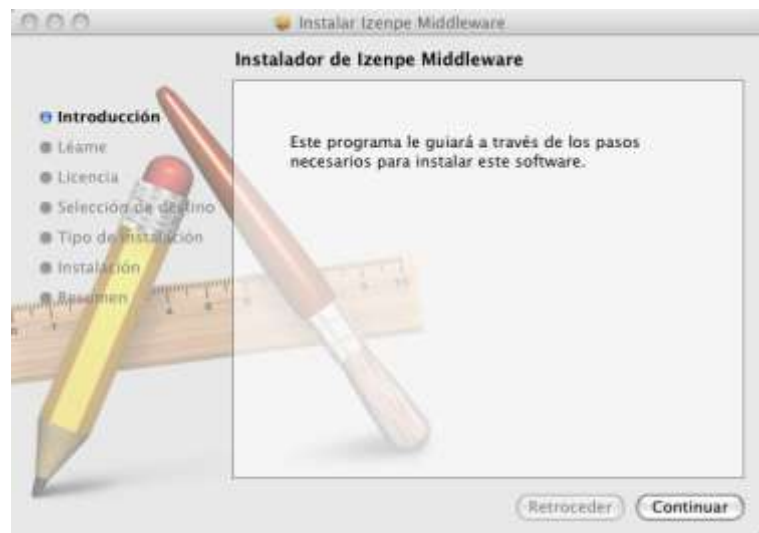 Instalar Izenpe Middleware
Instalador de Izenpe Middleware
Introducción
Léame
Licencia
Selección de destino
Tipo de instalación
Instalación
Resumen
Este programa le guiará a través de los pasos
necesarios para instalar este software.
Retroceder
Continuar